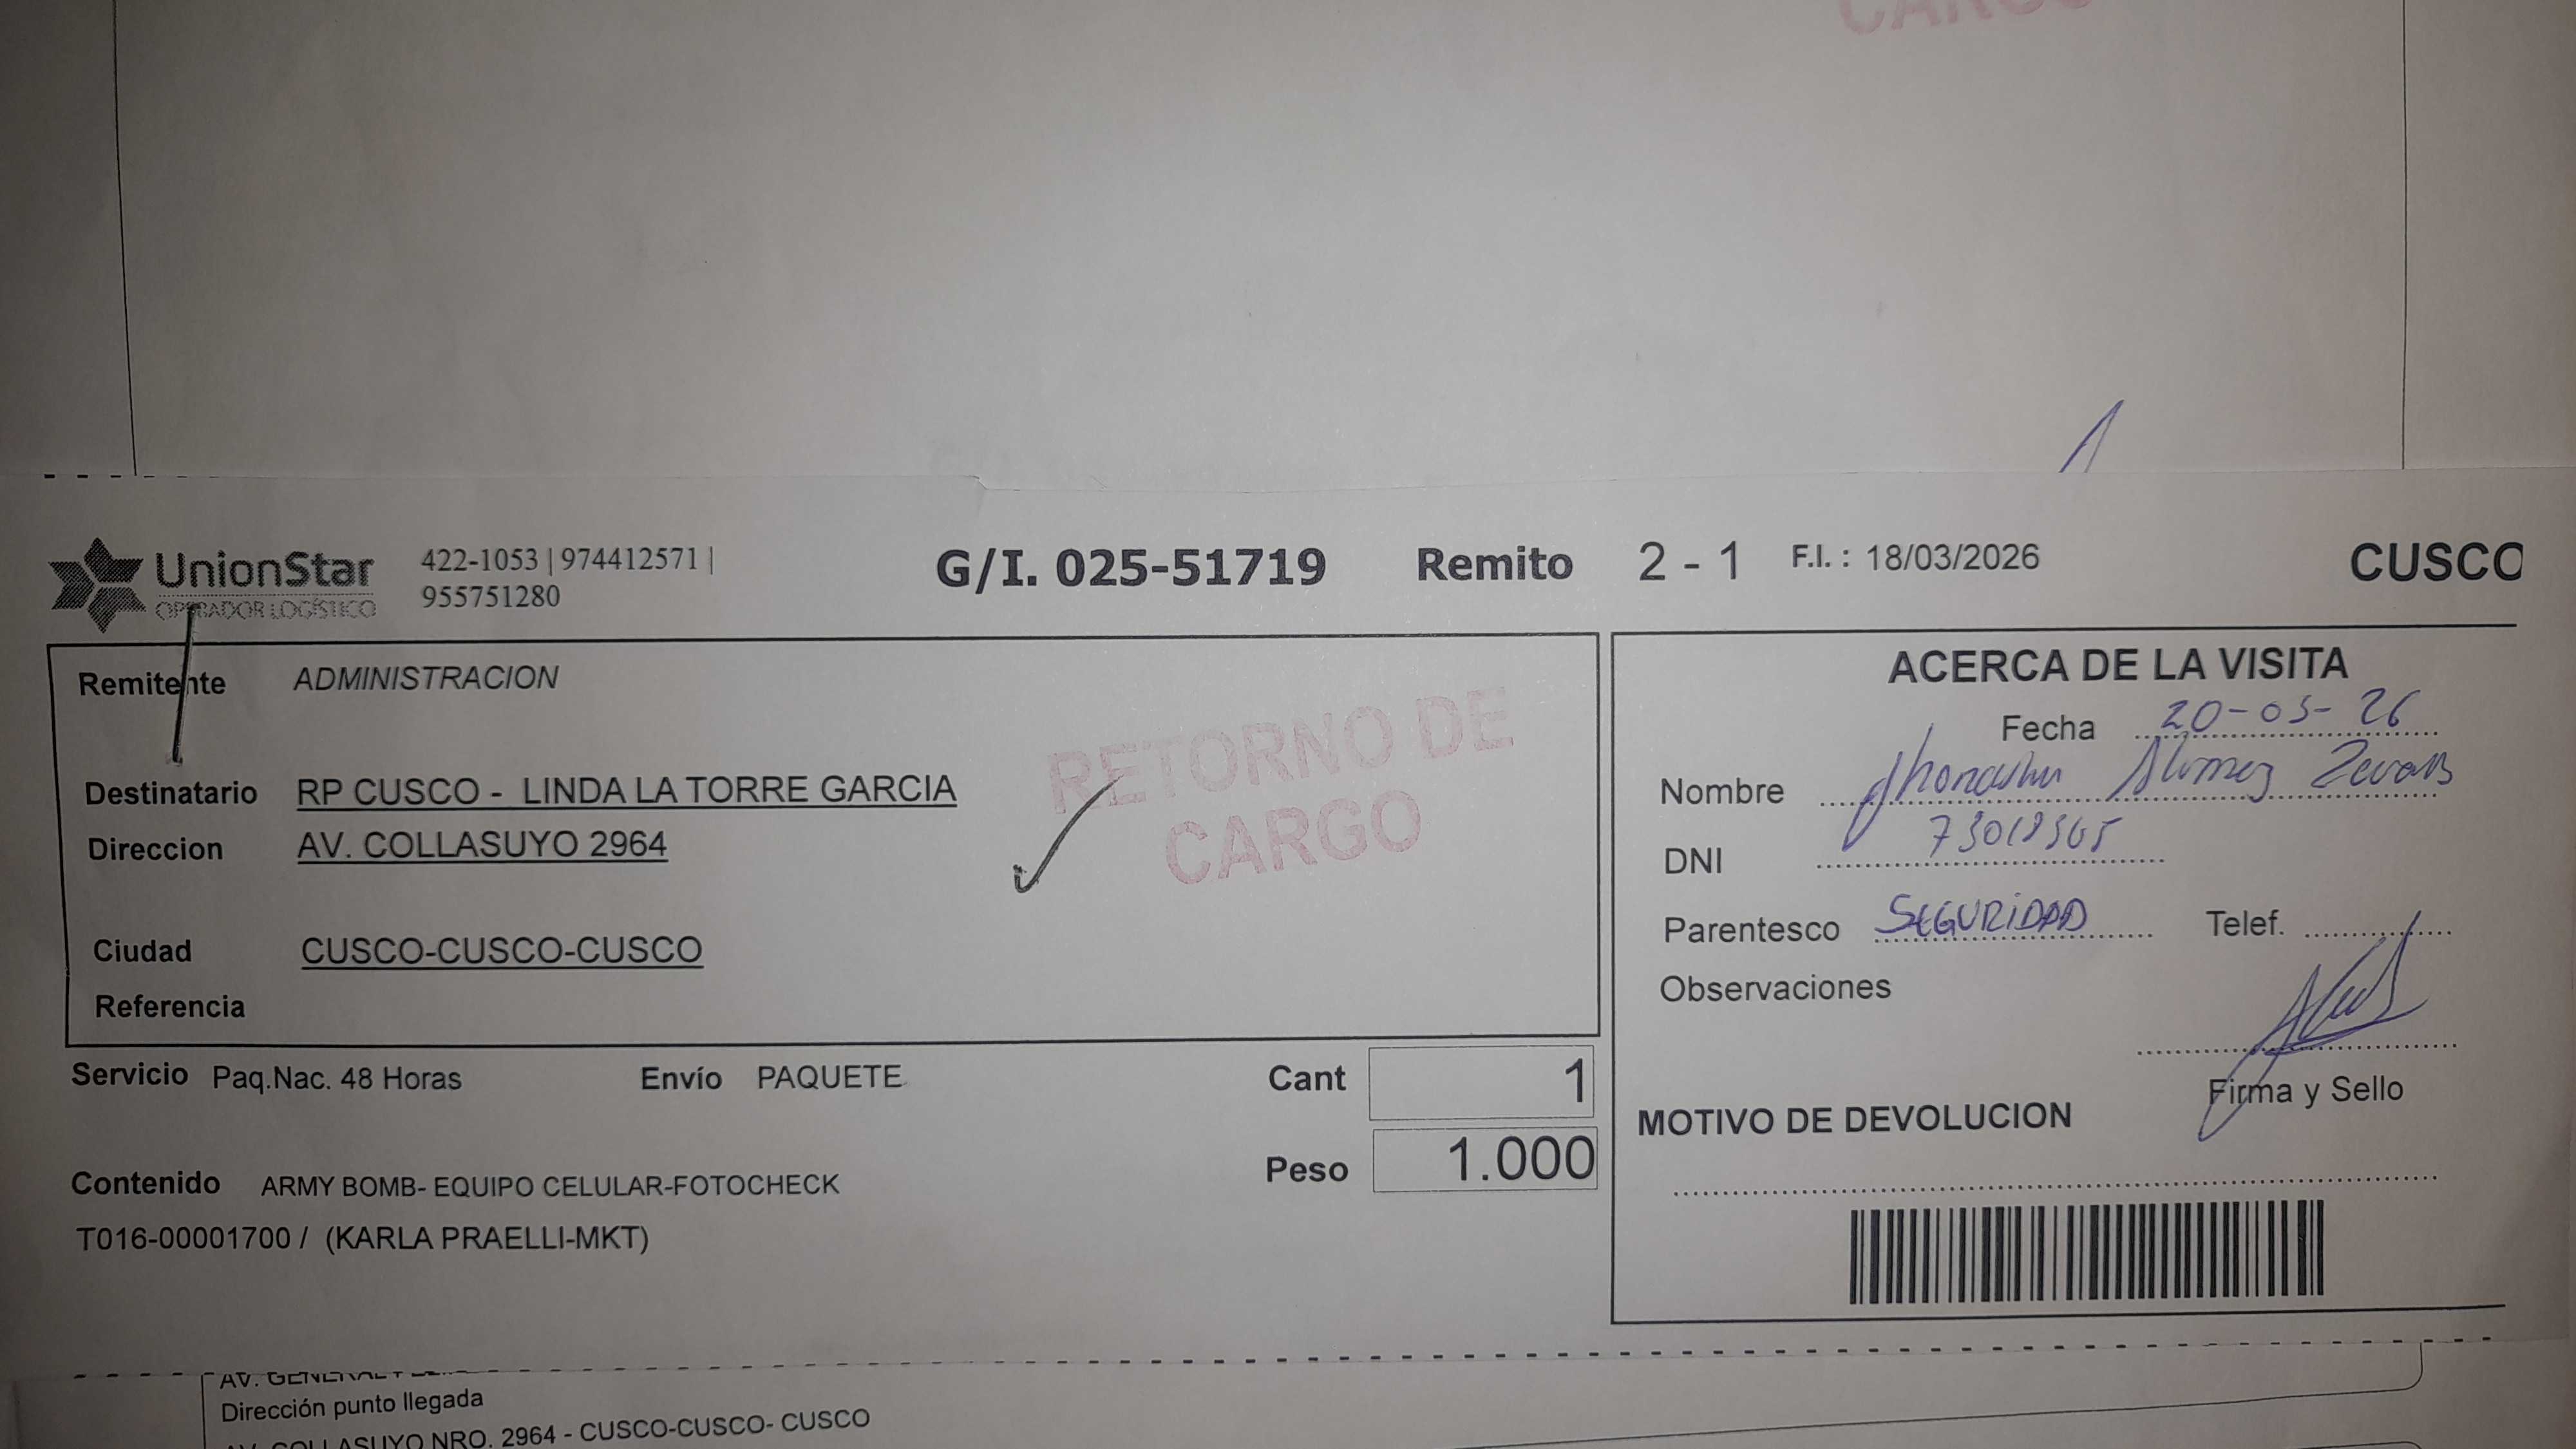 UnionStar
OPERADOR LOGÍSTICO
422-1053 | 974412571 |
955751280
G/I. 025-51719 Remito 2 - 1 F.I. : 18/03/2026 CUSCO
Remitente ADMINISTRACION
RETORNO DE
CARGO
Destinatario RP CUSCO - LINDA LA TORRE GARCIA
Direccion AV. COLLASUYO 2964
Ciudad CUSCO-CUSCO-CUSCO
Referencia
Servicio Paq.Nac. 48 Horas Envío PAQUETE Cant 1
Peso 1.000
Contenido ARMY BOMB- EQUIPO CELULAR-FOTOCHECK
T016-00001700 / (KARLA PRAELLI-MKT)
ACERCA DE LA VISITA
Fecha 20-03-26
Nombre
DNI
Parentesco SEGURIDAD Telef.
Observaciones
Firma y Sello
MOTIVO DE DEVOLUCION
Dirección punto llegada
COLLASUYO NRO. 2964 - CUSCO-CUSCO- CUSCO